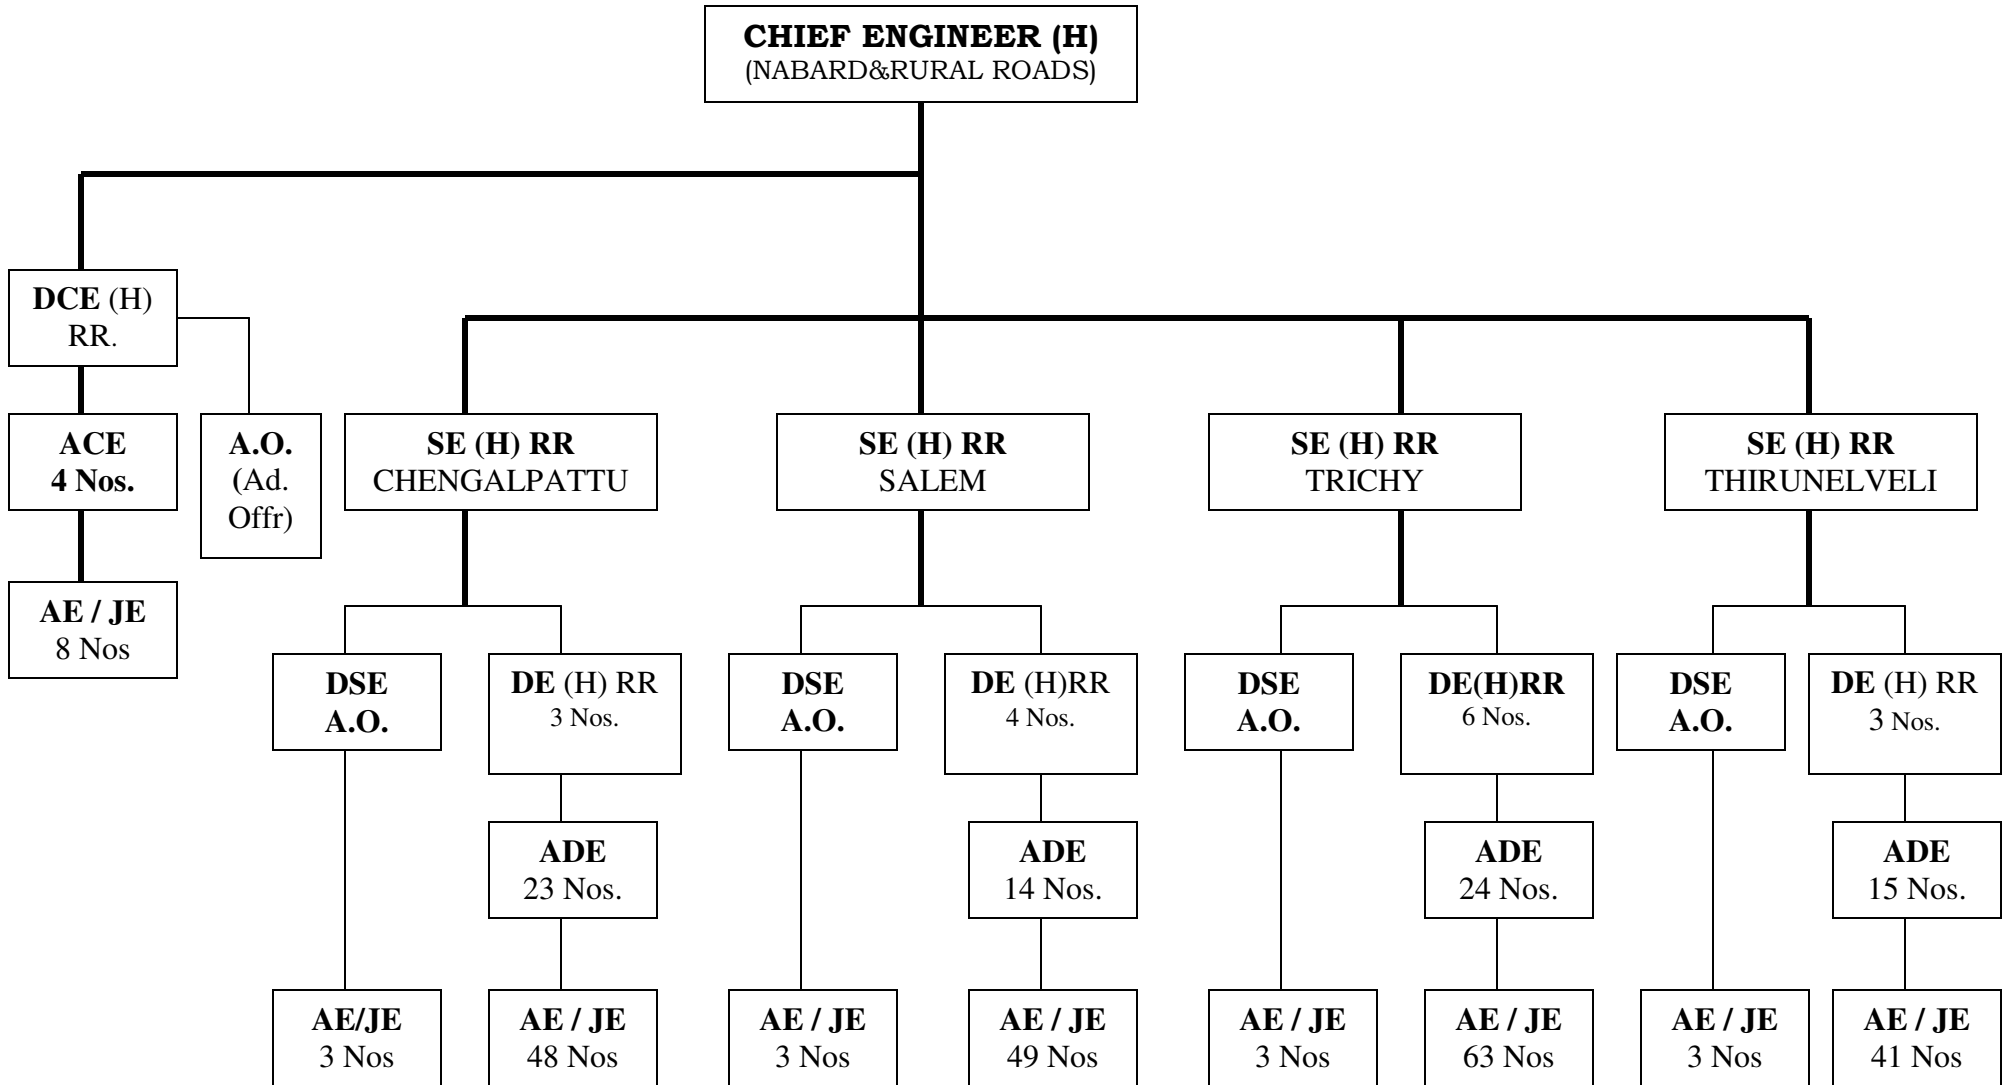 CHIEF ENGINEER (H)
(NABARD&RURAL ROADS)
DCE (H)
RR.
ACE
4 Nos.
A.O.
(Ad.
Offr)
AE / JE
8 Nos
SE (H) RR
CHENGALPATTU
SE (H) RR
SALEM
SE (H) RR
TRICHY
SE (H) RR
THIRUNELVELI
DSE
A.O.
DE (H) RR
3 Nos.
DSE
A.O.
DE (H)RR
4 Nos.
DSE
A.O.
DE(H)RR
6 Nos.
DSE
A.O.
DE (H) RR
3 Nos.
ADE
23 Nos.
ADE
14 Nos.
ADE
24 Nos.
ADE
15 Nos.
AE/JE
3 Nos
AE / JE
48 Nos
AE / JE
3 Nos
AE / JE
49 Nos
AE / JE
3 Nos
AE / JE
63 Nos
AE / JE
3 Nos
AE / JE
41 Nos